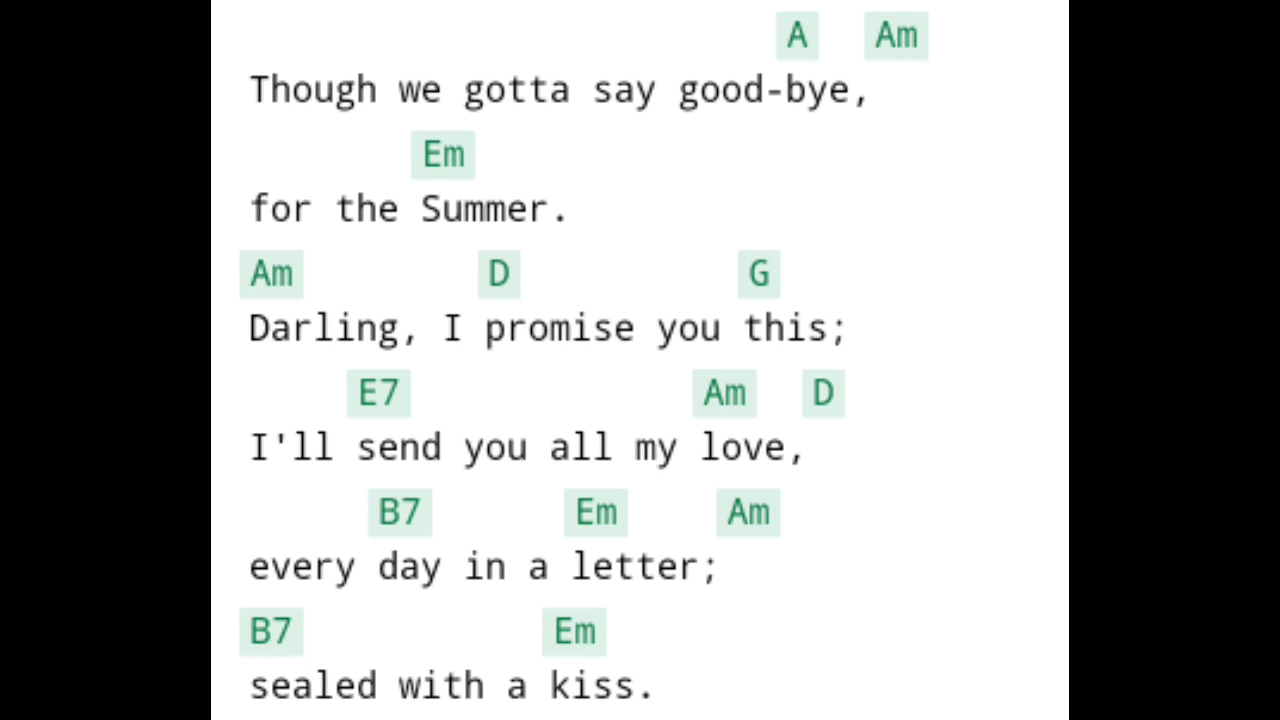 A Am
Though we gotta say good-bye,
Em
for the Summer.
Am D G
Darling, I promise you this;
E7 Am D
I'll send you all my love,
B7 Em Am
every day in a letter;
B7 Em
sealed with a kiss.